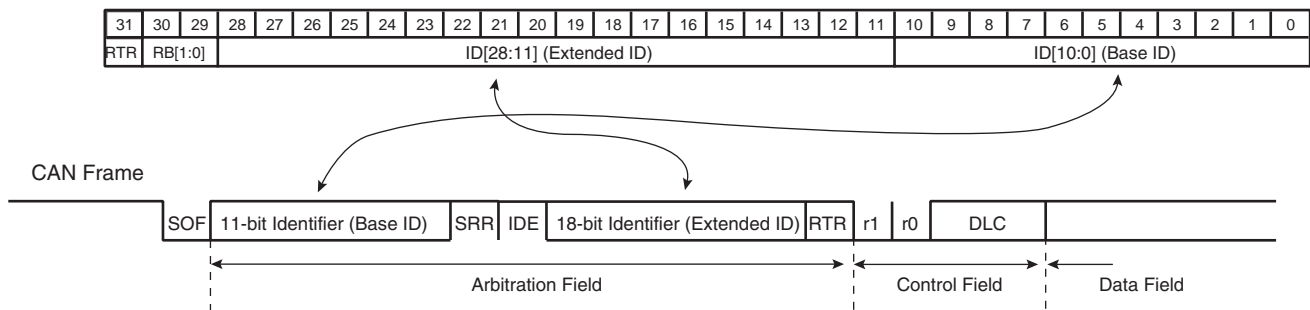 31 30 29 28 27 26 25 24 23 22 21 20 19 18 17 16 15 14 13 12 11 10 9 8 7 6 5 4 3 2 1 0
RTR RB[1:0] ID[28:11] (Extended ID) ID[10:0] (Base ID)
CAN Frame
SOF 11-bit Identifier (Base ID) SRR IDE 18-bit Identifier (Extended ID) RTR r1 r0 DLC
Arbitration Field Control Field Data Field